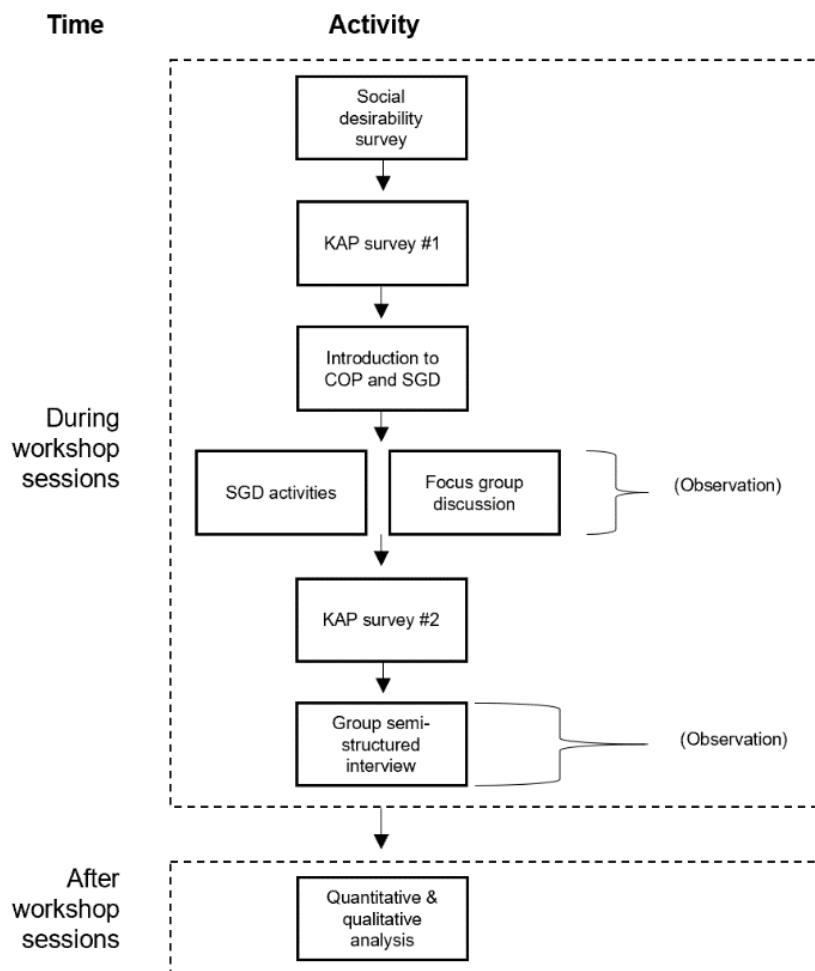 Time
Activity
Social
desirability
survey
KAP survey #1
Introduction to
COP and SGD
During
workshop
sessions
SGD activities
Focus group
discussion
(Observation)
KAP survey #2
Group semi-
structured
interview
(Observation)
After
workshop
sessions
Quantitative &
qualitative
analysis